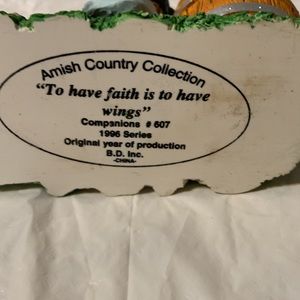 Amish Country Collection
"To have faith is to have
wings"
Companions # 607
1996 Series
Original year of production
B.D. Inc.
-CHINA-